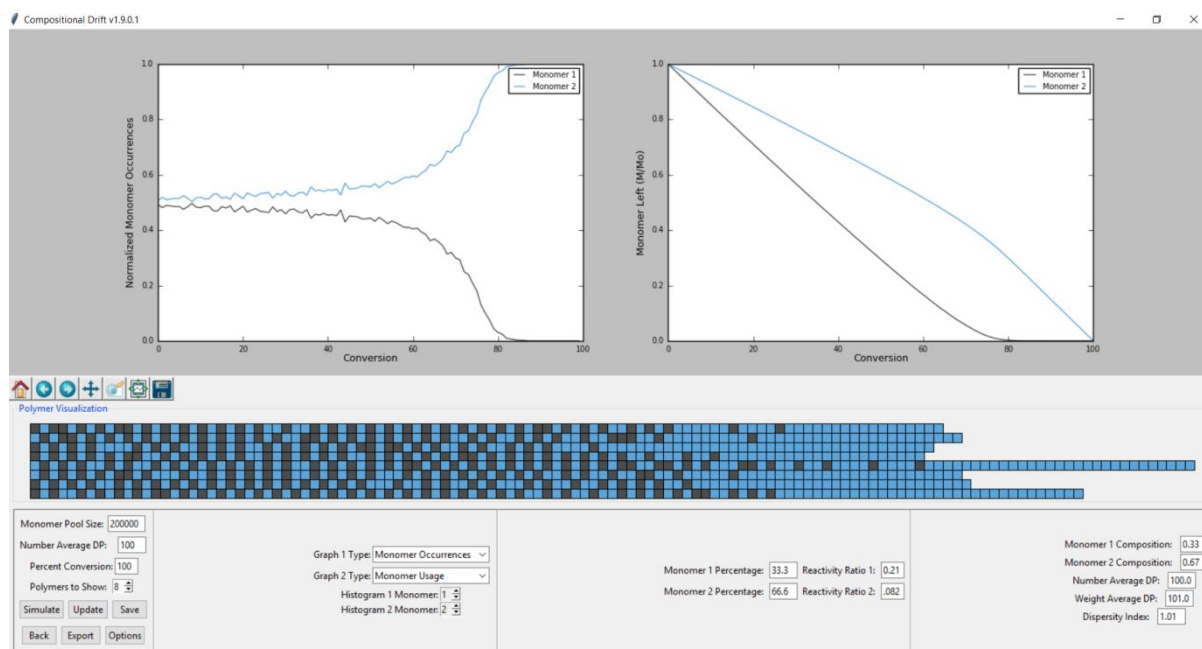 Compositional Drift v1.9.0.1
Normalized Monomer Occurrences
1.0
0.8
0.6
0.4
0.2
0.0
0 20 40 60 80 100
Conversion
Monomer 1
Monomer 2
Monomer Left (M/Mo)
1.0
0.8
0.6
0.4
0.2
0.0
0 20 40 60 80 100
Conversion
Monomer 1
Monomer 2
Polymer Visualization
Monomer Pool Size: 200000
Number Average DP: 100
Percent Conversion: 100
Polymers to Show: 8
Simulate Update Save
Back Export Options
Graph 1 Type: Monomer Occurrences
Graph 2 Type: Monomer Usage
Histogram 1 Monomer: 1
Histogram 2 Monomer: 2
Monomer 1 Percentage: 33.3 Reactivity Ratio 1: 0.21
Monomer 2 Percentage: 66.6 Reactivity Ratio 2: .082
Monomer 1 Composition: 0.33
Monomer 2 Composition: 0.67
Number Average DP: 100.0
Weight Average DP: 101.0
Dispersity Index: 1.01